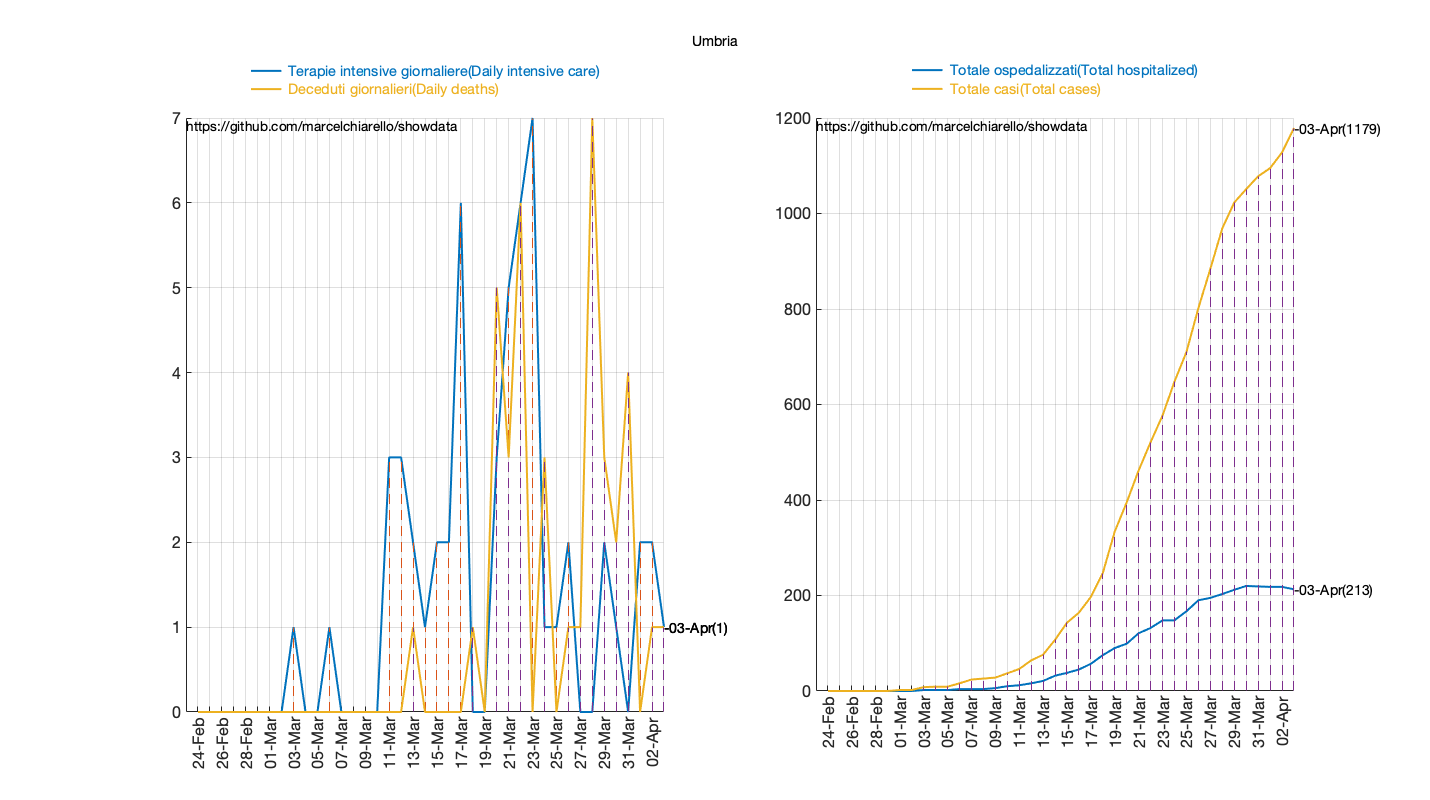 Umbria
Terapie intensive giornaliere(Daily intensive care)
Deceduti giornalieri(Daily deaths)
7
https://github.com/marcelchiarello/showdata
6
5
4
3
2
1
-03-Apr(1)
0
24-Feb
26-Feb
28-Feb
01-Mar
03-Mar
05-Mar
07-Mar
09-Mar
11-Mar
13-Mar
15-Mar
17-Mar
19-Mar
21-Mar
23-Mar
25-Mar
27-Mar
29-Mar
31-Mar
02-Apr
Totale ospedalizzati(Total hospitalized)
Totale casi(Total cases)
1200
https://github.com/marcelchiarello/showdata
-03-Apr(1179)
1000
800
600
400
200
-03-Apr(213)
0
24-Feb
26-Feb
28-Feb
01-Mar
03-Mar
05-Mar
07-Mar
09-Mar
11-Mar
13-Mar
15-Mar
17-Mar
19-Mar
21-Mar
23-Mar
25-Mar
27-Mar
29-Mar
31-Mar
02-Apr